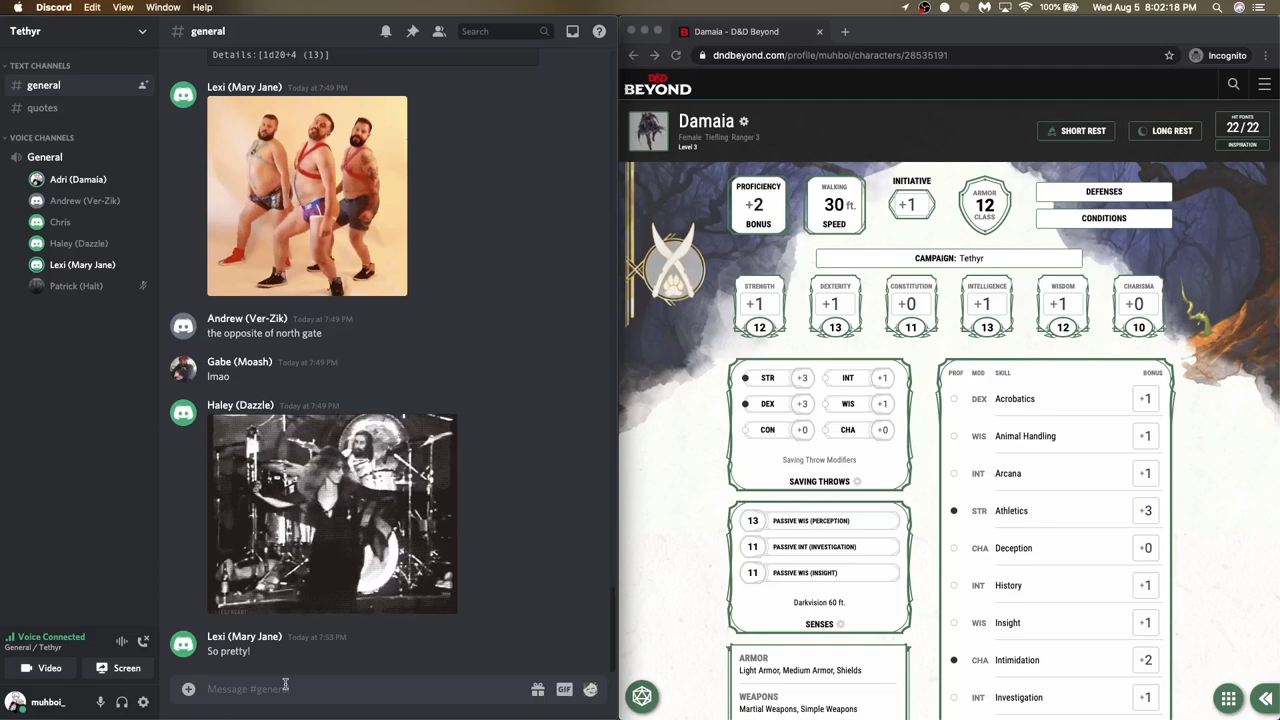 Discord File Edit View Window Help
100%
Sat 8:02:18 PM
Tethyr
general
Search
Details:[1d20+4 (13)]
TEXT CHANNELS
general
quotes
VOICE CHANNELS
General
Adri (Damaia)
Andrew (Ver-Zik)
Chris
Haley (Dazzle)
Lexi (Mary Jane)
Patrick (Halt)
Lexi (Mary Jane) Today at 7:49 PM
Andrew (Ver-Zik) Today at 7:49 PM
the opposite of north gate
Gabe (Moash) Today at 7:49 PM
lmao
Haley (Dazzle) Today at 7:49 PM
Lexi (Mary Jane) Today at 7:53 PM
So pretty!
Voice Connected
General / Tethyr
Screen
muhboi_
Message #general
GIF
Damaia - D&D Beyond
dndbeyond.com/profile/muhboi/characters/28535191
Incognito
D&D
BEYOND
Damaia
Female Tiefling Ranger 3
Level 3
SHORT REST
LONG REST
HIT POINTS
22/22
INSPIRATION
PROFICIENCY
+2
BONUS
WALKING
30 ft.
SPEED
INITIATIVE
+1
ARMOR
12
CLASS
DEFENSES
CONDITIONS
CAMPAIGN: Tethyr
STRENGTH
+1
12
DEXTERITY
+1
13
CONSTITUTION
+0
11
INTELLIGENCE
+1
13
WISDOM
+1
12
CHARISMA
+0
10
STR +3 INT +1
DEX +3 WIS +1
CON +0 CHA +0
Saving Throw Modifiers
SAVING THROWS
13 PASSIVE WIS (PERCEPTION)
11 PASSIVE INT (INVESTIGATION)
11 PASSIVE WIS (INSIGHT)
Darkvision 60 ft.
SENSES
ARMOR
Light Armor, Medium Armor, Shields
WEAPONS
Martial Weapons, Simple Weapons
PROF MOD SKILL BONUS
DEX Acrobatics +1
WIS Animal Handling +1
INT Arcana +1
STR Athletics +3
CHA Deception +0
INT History +1
WIS Insight +1
CHA Intimidation +2
INT Investigation +1